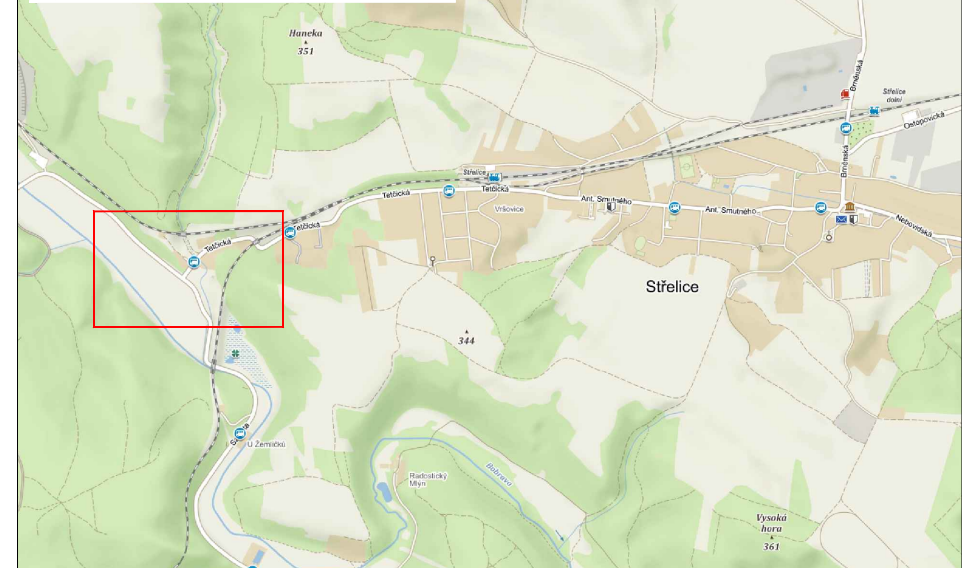 Haneka
351
Brněnská
Střelice
dolní
Ostopovická
Brněnská
Střelice
Tetčická
Tetčická
Vršovice
Ant. Smutného
Ant. Smutného
Nebovidská
Tetčická
Tetčická
Střelice
344
U Žemličků
Radostický
Mlýn
Bobrava
Vysoká
hora
361